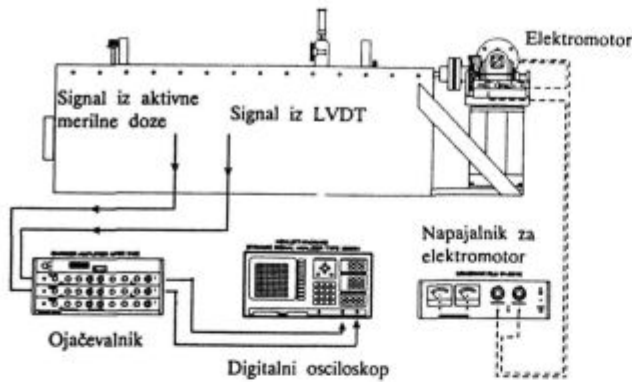 Elektromotor
Signal iz aktivne
merilne doze
Signal iz LVDT
Napajalnik za
elektromotor
Ojačevalnik
Digitalni osciloskop